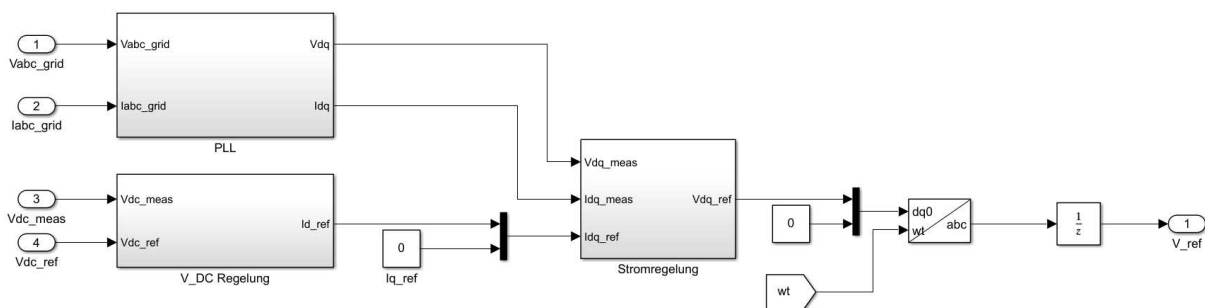 1
Vabc_grid
2
Iabc_grid
Vabc_grid
Iabc_grid
Vdq
Idq
PLL
3
Vdc_meas
4
Vdc_ref
Vdc_meas
Vdc_ref
Id_ref
V_DC Regelung
0
Iq_ref
Vdq_meas
Idq_meas
Idq_ref
Vdq_ref
Stromregelung
0
wt
dq0
wt
abc
1
z
1
V_ref